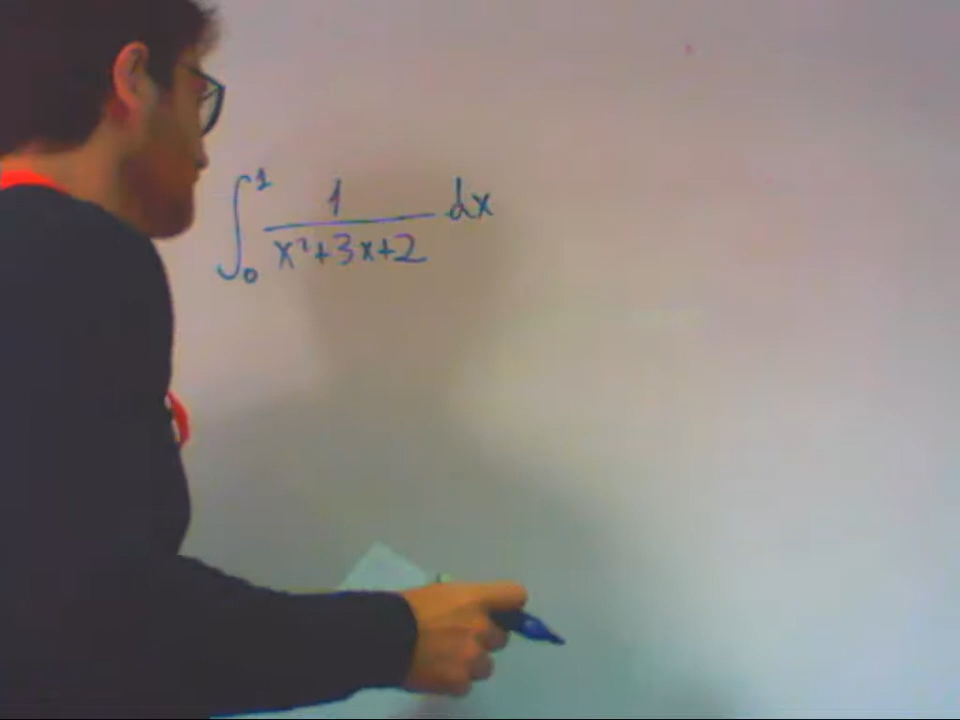 ∫₀¹ 1/(x²+3x+2) dx